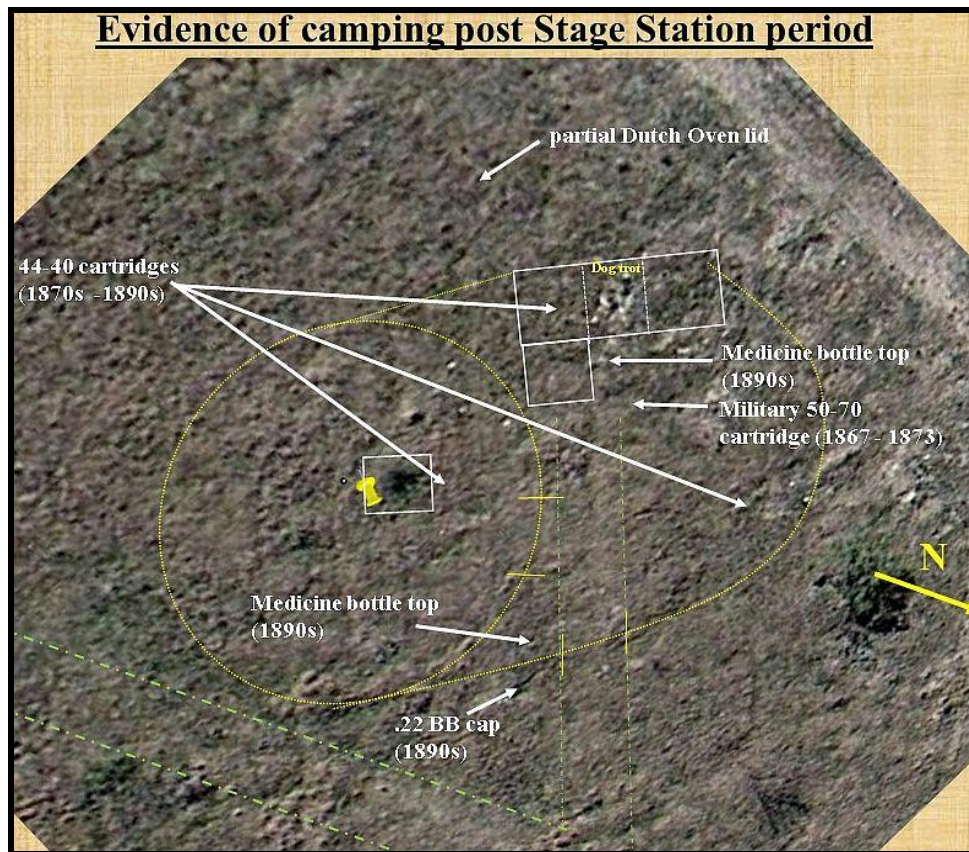 Evidence of camping post Stage Station period
partial Dutch Oven lid
44-40 cartridges
(1870s -1890s)
Dog trot
Medicine bottle top
(1890s)
Military 50-70
cartridge (1867 - 1873)
N
Medicine bottle top
(1890s)
.22 BB cap
(1890s)